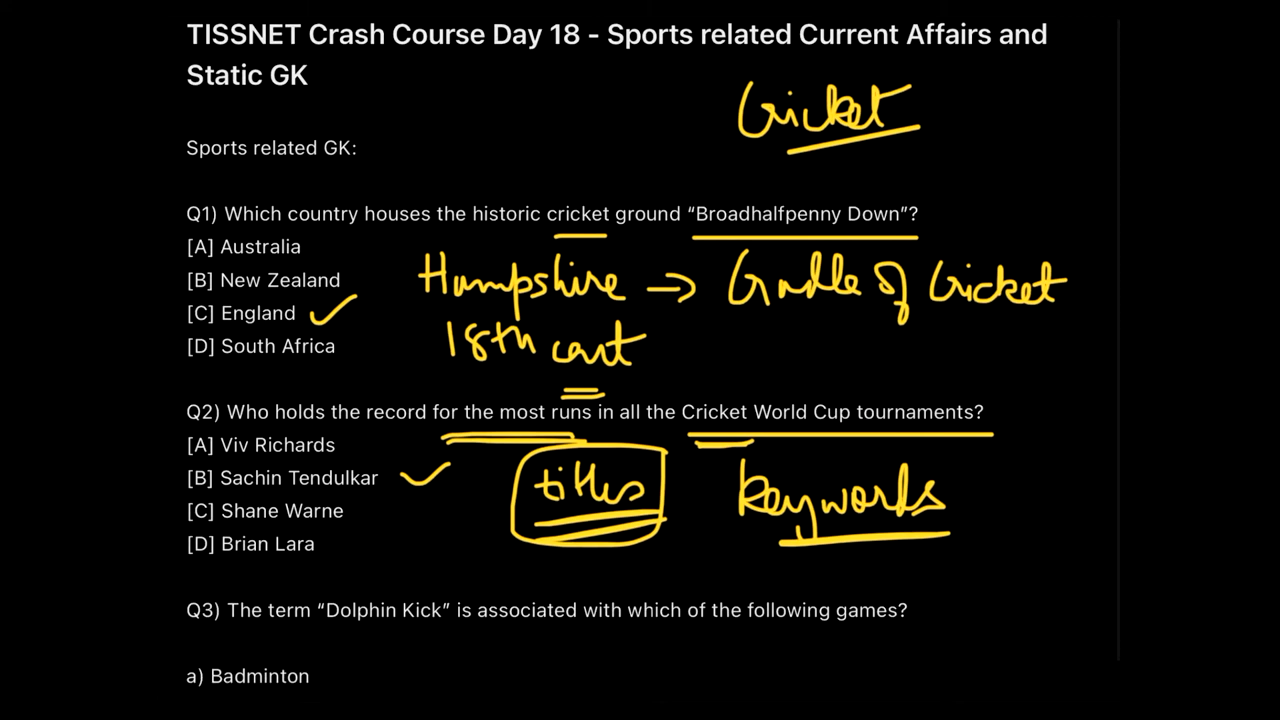 TISSNET Crash Course Day 18 - Sports related Current Affairs and
Static GK
Cricket
Sports related GK:
Q1) Which country houses the historic cricket ground “Broadhalfpenny Down”?
[A] Australia
[B] New Zealand
Hampshire → Cradle of Cricket
[C] England
18th cent
[D] South Africa
Q2) Who holds the record for the most runs in all the Cricket World Cup tournaments?
[A] Viv Richards
[B] Sachin Tendulkar
titles
keywords
[C] Shane Warne
[D] Brian Lara
Q3) The term “Dolphin Kick” is associated with which of the following games?
a) Badminton